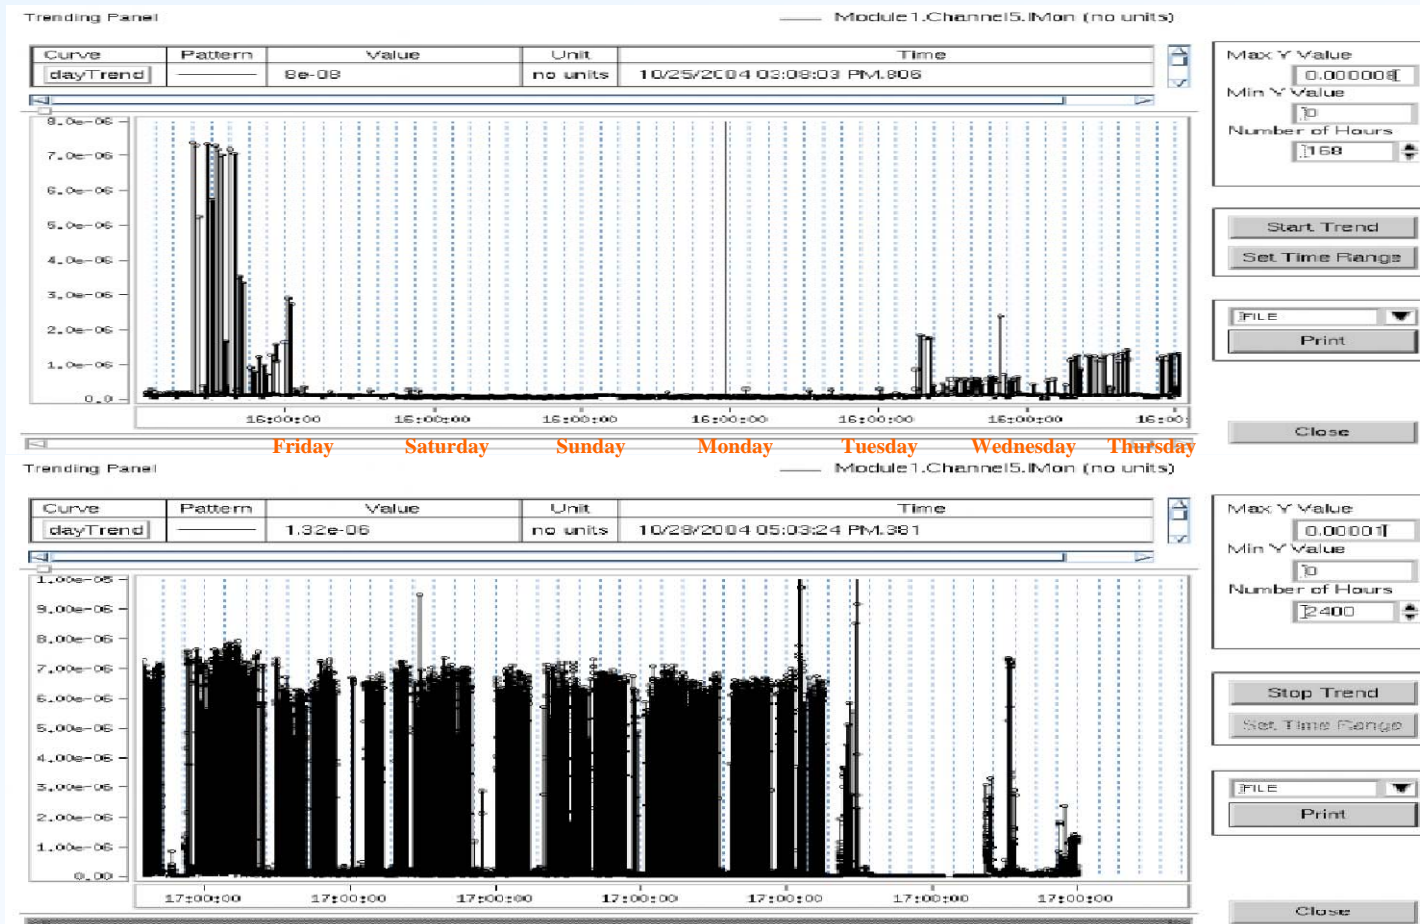 Trending Panel
Module1.Channel5.IMon (no units)
Curve Pattern Value Unit Time
dayTrend 8e-08 no units 10/25/2004 03:08:03 PM.806
Max Y Value
0.000008
Min Y Value
0
Number of Hours
168
8.0e-06
7.0e-06
6.0e-06
5.0e-06
4.0e-06
3.0e-06
2.0e-06
1.0e-06
0.0
Start Trend
Set Time Range
FILE
Print
16:00:00 16:00:00 16:00:00 16:00:00 16:00:00 16:00:00 16:00:
Close
Friday Saturday Sunday Monday Tuesday Wednesday Thursday
Trending Panel
Module1.Channel5.IMon (no units)
Curve Pattern Value Unit Time
dayTrend 1.32e-06 no units 10/28/2004 05:03:24 PM.381
Max Y Value
0.00001
Min Y Value
0
Number of Hours
2400
1.00e-05
9.00e-06
8.00e-06
7.00e-06
6.00e-06
5.00e-06
4.00e-06
3.00e-06
2.00e-06
1.00e-06
0.00
Stop Trend
Set Time Range
FILE
Print
17:00:00 17:00:00 17:00:00 17:00:00 17:00:00 17:00:00 17:00:00
Close